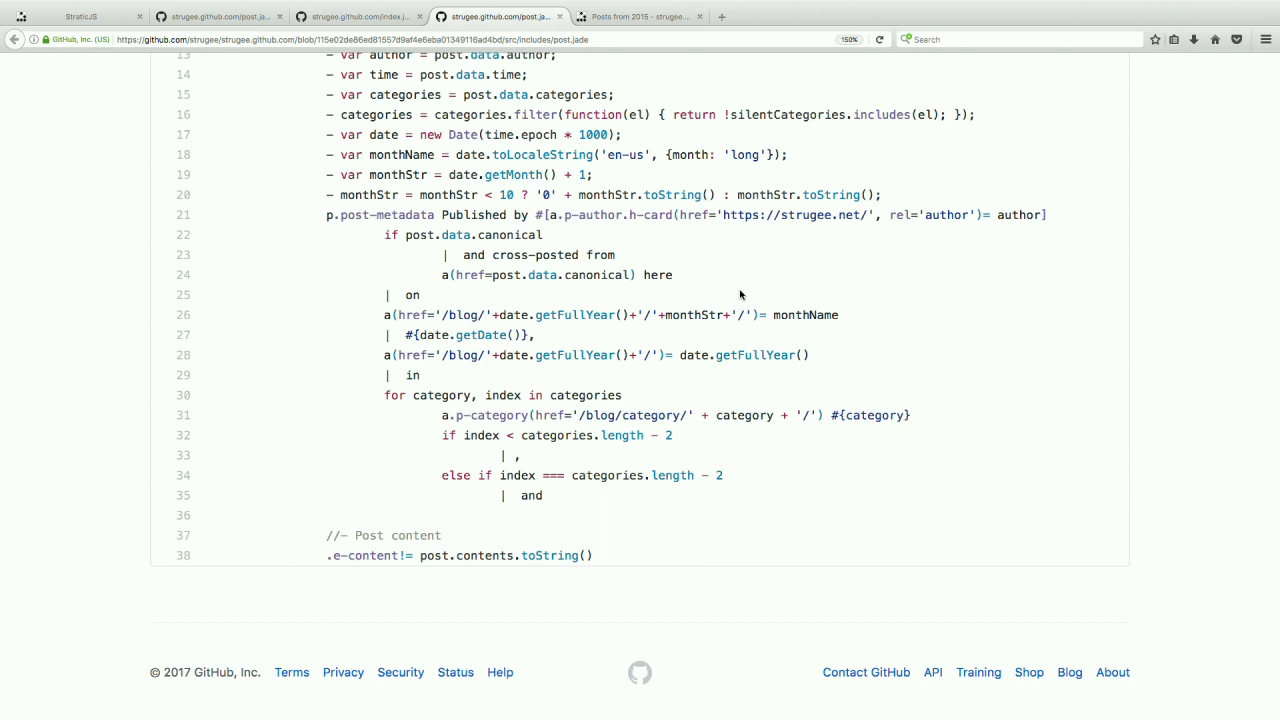 StraticJS
strugee.github.com/post.ja...
strugee.github.com/index.j...
strugee.github.com/post.ja...
Posts from 2015 - strugee....
GitHub, Inc. (US)
https://github.com/strugee/strugee.github.com/blob/115e02de86ed81557d9af4e6eba01349116ad4bd/src/includes/post.jade
150%
Search
13 - var author = post.data.author;
14 - var time = post.data.time;
15 - var categories = post.data.categories;
16 - categories = categories.filter(function(el) { return !silentCategories.includes(el); });
17 - var date = new Date(time.epoch * 1000);
18 - var monthName = date.toLocaleString('en-us', {month: 'long'});
19 - var monthStr = date.getMonth() + 1;
20 - monthStr = monthStr < 10 ? '0' + monthStr.toString() : monthStr.toString();
21 p.post-metadata Published by #[a.p-author.h-card(href='https://strugee.net/', rel='author')= author]
22 if post.data.canonical
23 | and cross-posted from
24 a(href=post.data.canonical) here
25 | on
26 a(href='/blog/'+date.getFullYear()+'/'+monthStr+'/')= monthName
27 | #{date.getDate()},
28 a(href='/blog/'+date.getFullYear()+'/')= date.getFullYear()
29 | in
30 for category, index in categories
31 a.p-category(href='/blog/category/' + category + '/') #{category}
32 if index < categories.length - 2
33 | ,
34 else if index === categories.length - 2
35 | and
36
37 //- Post content
38 .e-content!= post.contents.toString()
© 2017 GitHub, Inc. Terms Privacy Security Status Help
Contact GitHub API Training Shop Blog About